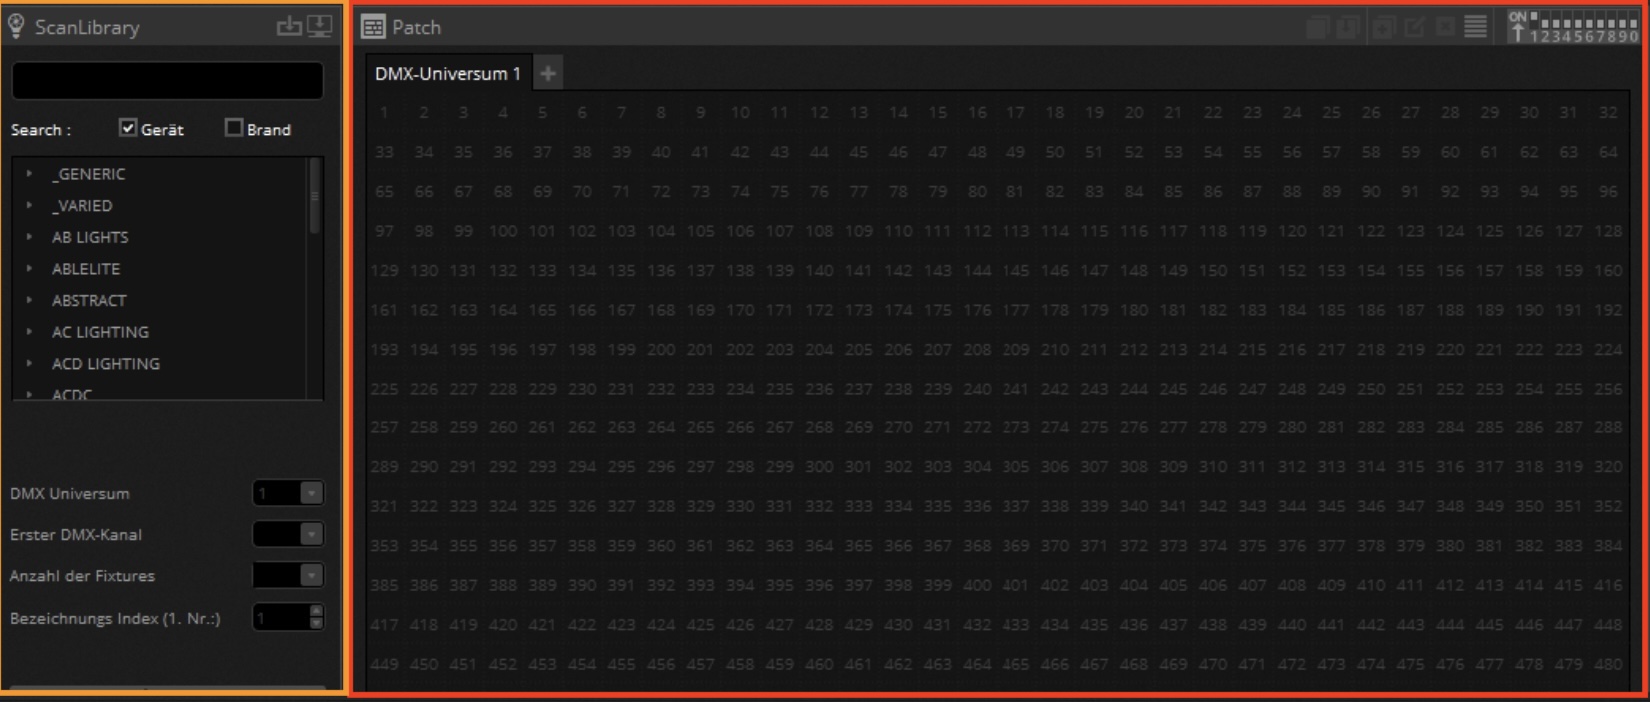 ScanLibrary
Search : Gerät Brand
_GENERIC
_VARIED
AB LIGHTS
ABLELITE
ABSTRACT
AC LIGHTING
ACD LIGHTING
ACDC
DMX Universum 1
Erster DMX-Kanal
Anzahl der Fixtures
Bezeichnungs Index (1. Nr.:) 1
Patch
ON
1234567890
DMX-Universum 1 +
1 2 3 4 5 6 7 8 9 10 11 12 13 14 15 16 17 18 19 20 21 22 23 24 25 26 27 28 29 30 31 32
33 34 35 36 37 38 39 40 41 42 43 44 45 46 47 48 49 50 51 52 53 54 55 56 57 58 59 60 61 62 63 64
65 66 67 68 69 70 71 72 73 74 75 76 77 78 79 80 81 82 83 84 85 86 87 88 89 90 91 92 93 94 95 96
97 98 99 100 101 102 103 104 105 106 107 108 109 110 111 112 113 114 115 116 117 118 119 120 121 122 123 124 125 126 127 128
129 130 131 132 133 134 135 136 137 138 139 140 141 142 143 144 145 146 147 148 149 150 151 152 153 154 155 156 157 158 159 160
161 162 163 164 165 166 167 168 169 170 171 172 173 174 175 176 177 178 179 180 181 182 183 184 185 186 187 188 189 190 191 192
193 194 195 196 197 198 199 200 201 202 203 204 205 206 207 208 209 210 211 212 213 214 215 216 217 218 219 220 221 222 223 224
225 226 227 228 229 230 231 232 233 234 235 236 237 238 239 240 241 242 243 244 245 246 247 248 249 250 251 252 253 254 255 256
257 258 259 260 261 262 263 264 265 266 267 268 269 270 271 272 273 274 275 276 277 278 279 280 281 282 283 284 285 286 287 288
289 290 291 292 293 294 295 296 297 298 299 300 301 302 303 304 305 306 307 308 309 310 311 312 313 314 315 316 317 318 319 320
321 322 323 324 325 326 327 328 329 330 331 332 333 334 335 336 337 338 339 340 341 342 343 344 345 346 347 348 349 350 351 352
353 354 355 356 357 358 359 360 361 362 363 364 365 366 367 368 369 370 371 372 373 374 375 376 377 378 379 380 381 382 383 384
385 386 387 388 389 390 391 392 393 394 395 396 397 398 399 400 401 402 403 404 405 406 407 408 409 410 411 412 413 414 415 416
417 418 419 420 421 422 423 424 425 426 427 428 429 430 431 432 433 434 435 436 437 438 439 440 441 442 443 444 445 446 447 448
449 450 451 452 453 454 455 456 457 458 459 460 461 462 463 464 465 466 467 468 469 470 471 472 473 474 475 476 477 478 479 480